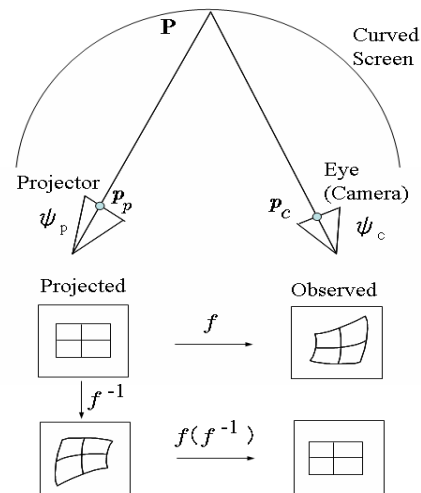 P
Curved
Screen
Projector
p_p
ψ_p
Eye
(Camera)
p_c
ψ_c
Projected
Observed
f
f^-1
f(f^-1)